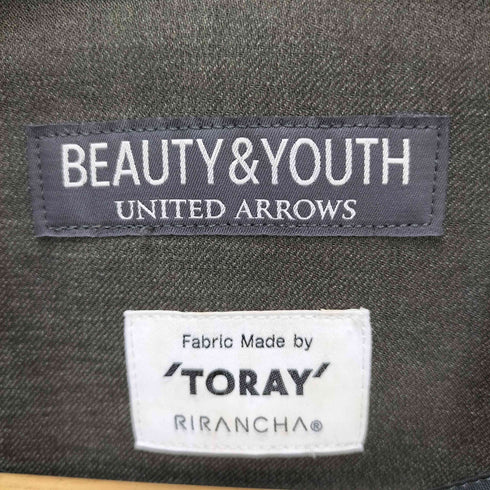 BEAUTY&YOUTH
UNITED ARROWS
Fabric Made by
'TORAY'
RIRANCHA®